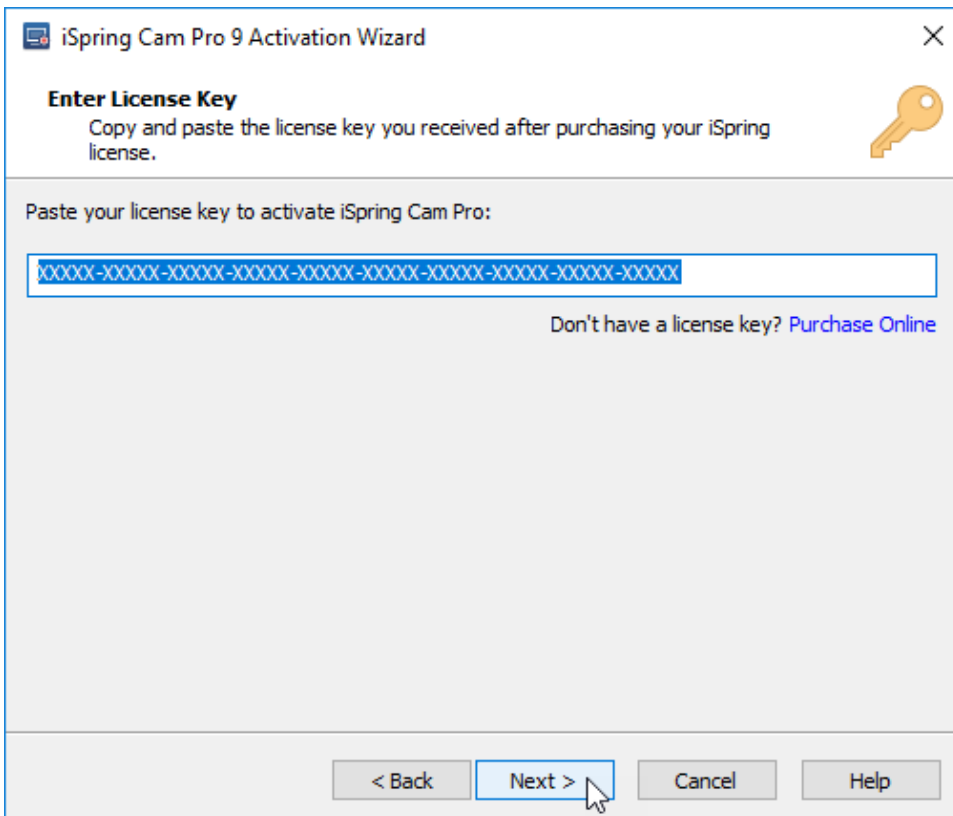 iSpring Cam Pro 9 Activation Wizard
Enter License Key
Copy and paste the license key you received after purchasing your iSpring
license.
Paste your license key to activate iSpring Cam Pro:
XXXXX-XXXXX-XXXXX-XXXXX-XXXXX-XXXXX-XXXXX-XXXXX-XXXXX-XXXXX
Don't have a license key? Purchase Online
< Back Next > Cancel Help